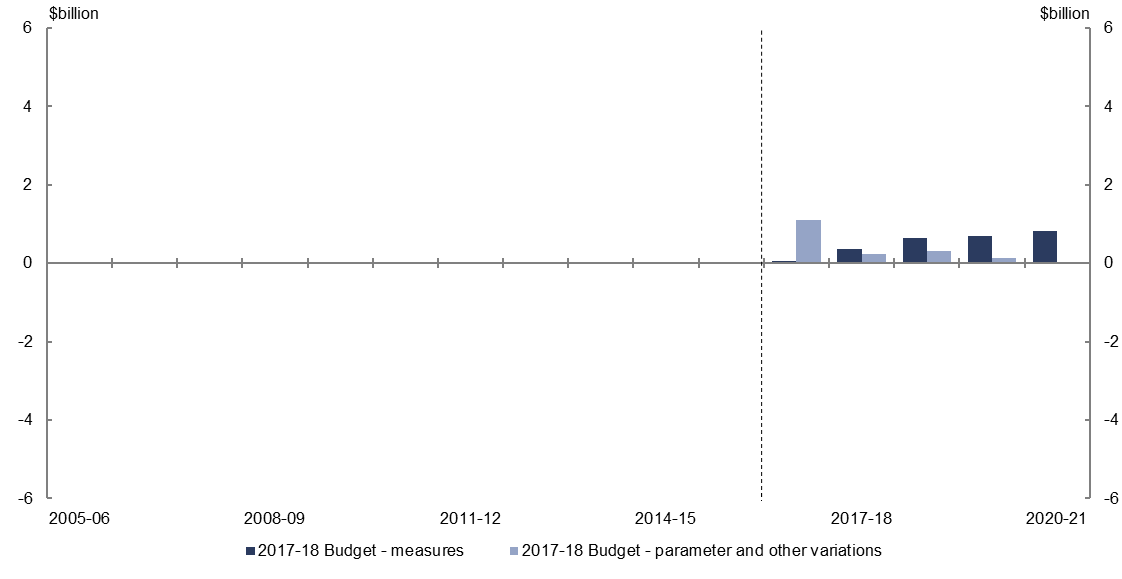 $billion $billion
6 6
4 4
2 2
0 0
-2 -2
-4 -4
-6 -6
2005-06 2008-09 2011-12 2014-15 2017-18 2020-21
2017-18 Budget - measures 2017-18 Budget - parameter and other variations